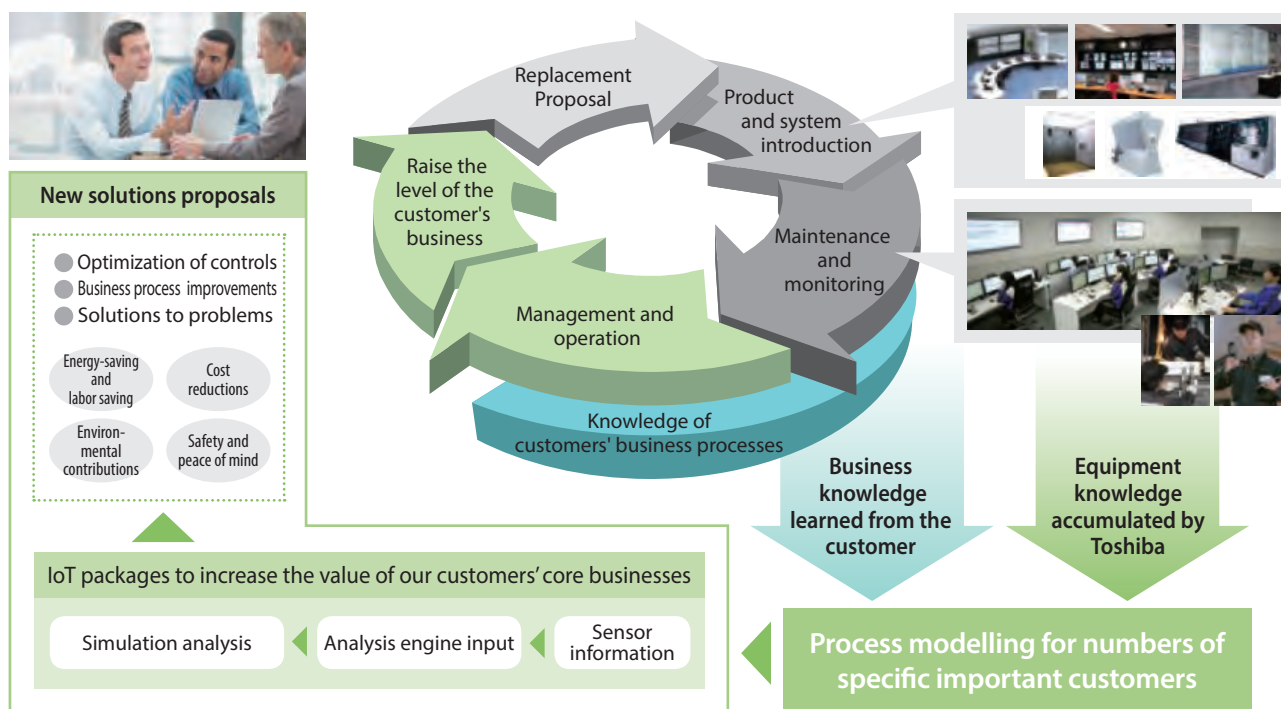 Replacement
Proposal
Product
and system
introduction
Raise the
level of the
customer's
business
Maintenance
and
monitoring
Management and
operation
Knowledge of
customers' business processes
New solutions proposals
Optimization of controls
Business process improvements
Solutions to problems
Energy-saving
and
labor saving
Cost
reductions
Environ-
mental
contributions
Safety and
peace of mind
Business
knowledge
learned from the
customer
Equipment
knowledge
accumulated by
Toshiba
IoT packages to increase the value of our customers' core businesses
Simulation analysis
Analysis engine input
Sensor
information
Process modelling for numbers of
specific important customers